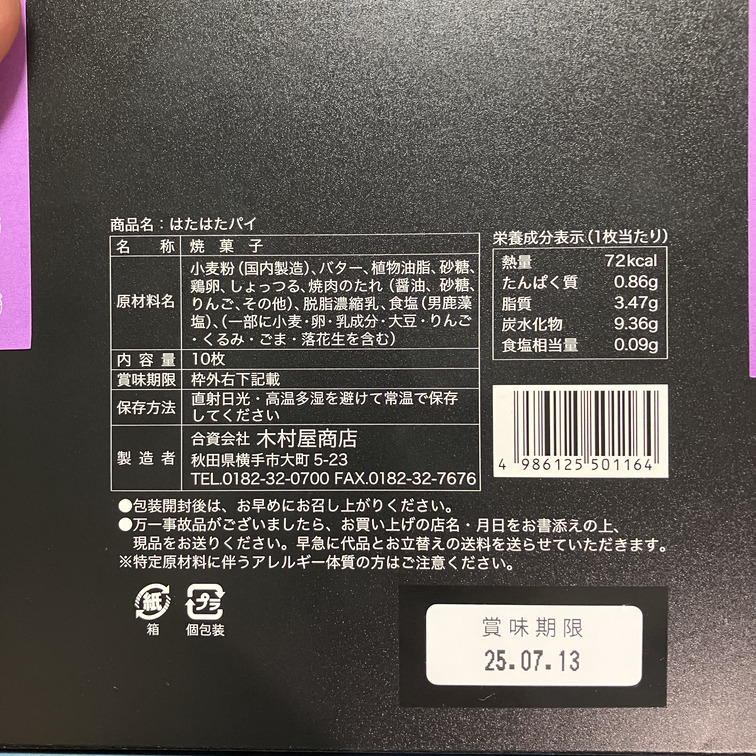 商品名：はたはたパイ
名 称 焼 菓 子
原材料名 小麦粉（国内製造）、バター、植物油脂、砂糖、
鶏卵、しょっつる、焼肉のたれ（醤油、砂糖、
りんご、その他）、脱脂濃縮乳、食塩（男鹿藻
塩）、（一部に小麦・卵・乳成分・大豆・りんご
・くるみ・ごま・落花生を含む）
内 容 量 10枚
賞味期限 枠外右下記載
保存方法 直射日光・高温多湿を避けて常温で保存
してください
製 造 者 合資会社 木村屋商店
秋田県横手市大町 5-23
TEL.0182-32-0700 FAX.0182-32-7676
栄養成分表示（1枚当たり）
熱量 72kcal
たんぱく質 0.86g
脂質 3.47g
炭水化物 9.36g
食塩相当量 0.09g
4 986125 501164
●包装開封後は、お早めにお召し上がりください。
●万一事故品がございましたら、お買い上げの店名・月日をお書添えの上、
現品をお送りください。早急に代品とお立替えの送料を送らせていただきます。
※特定原材料に伴うアレルギー体質の方はご注意ください。
紙 プラ
箱 個包装
賞味期限
25.07.13